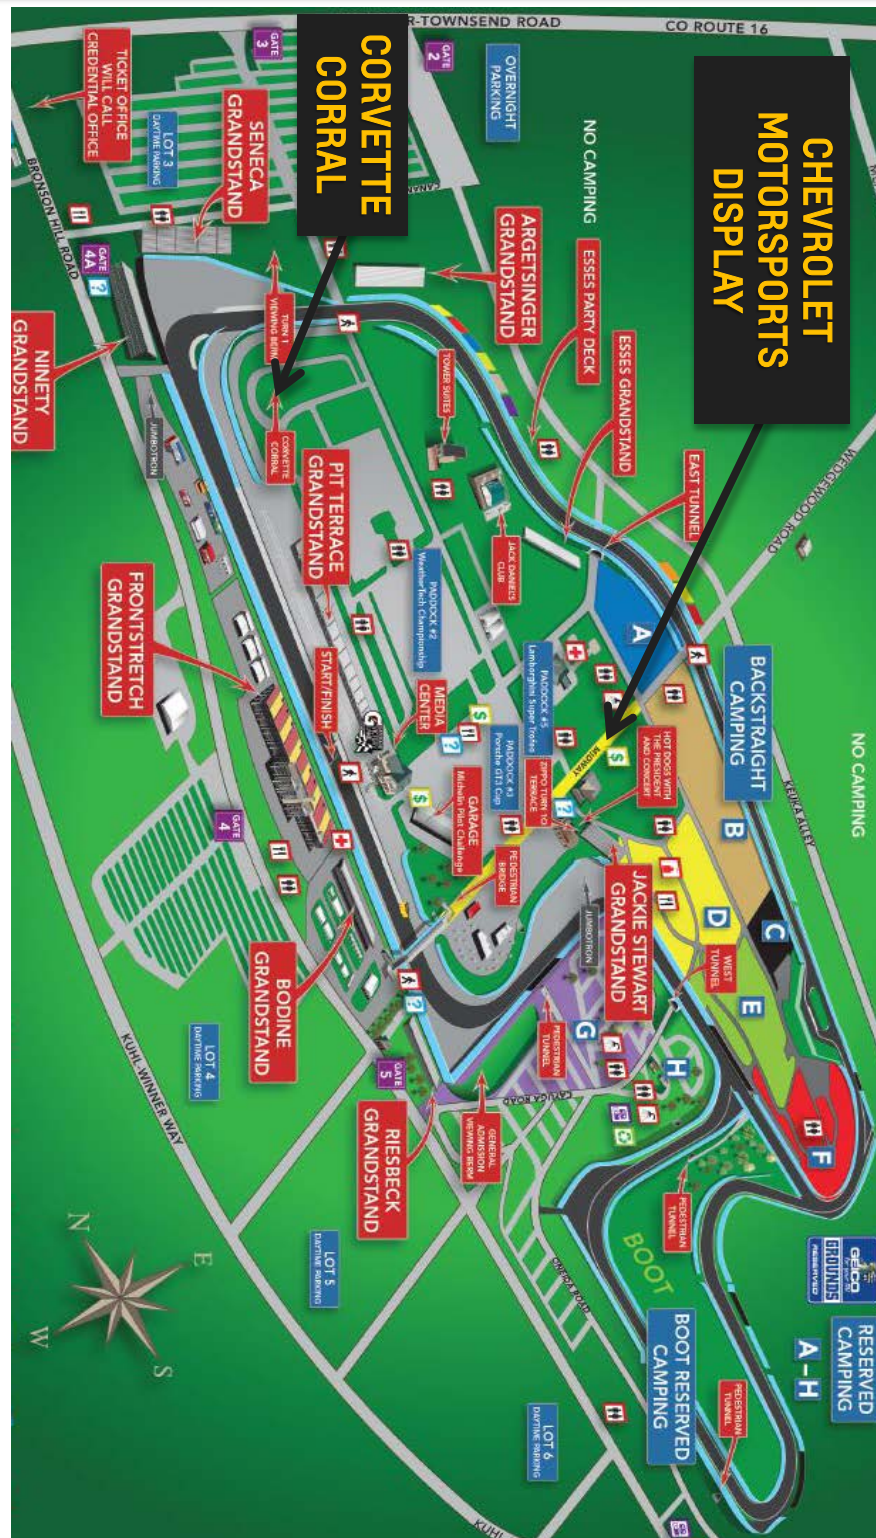 CHEVROLET
MOTORSPORTS
DISPLAY
CORVETTE
CORRAL
CO ROUTE 16
R-TOWNSEND ROAD
WEDGEWOOD ROAD
NO CAMPING
KEUKA ALLEY
BACKSTRAIGHT
CAMPING
GEICO
GROUNDS
RESERVED
RESERVED
CAMPING
A-H
OVERNIGHT
PARKING
NO CAMPING
GATE
2
GATE
3
ARGETSINGER
GRANDSTAND
ESSES PARTY DECK
ESSES GRANDSTAND
EAST TUNNEL
TOWER SUITES
JACK DANIEL'S
CLUB
A
B
C
D
E
F
G
H
WEST
TUNNEL
HOT DOGS WITH
THE PRESIDENT
AND CONCERT
MIDWAY
ZIPPO TURN 10
TERRACE
JACKIE STEWART
GRANDSTAND
JUMBOTRON
PADDOCK #5
Lamborghini Super Trofeo
PADDOCK #3
Porsche GT3 Cup
PADDOCK #2
WeatherTech Championship
GARAGE
Michelin Pilot Challenge
MEDIA
CENTER
PEDESTRIAN
BRIDGE
PEDESTRIAN
TUNNEL
PEDESTRIAN
TUNNEL
PEDESTRIAN
TUNNEL
BOOT
BOOT RESERVED
CAMPING
CAYUGA ROAD
ONEIDA ROAD
GENERAL
ADMISSION
VIEWING BERM
RIESBECK
GRANDSTAND
GATE
5
TICKET OFFICE
WILL CALL
CREDENTIAL OFFICE
LOT 3
DAYTIME PARKING
SENECA
GRANDSTAND
TURN 1
VIEWING BERM
CORVETTE
CORRAL
PIT TERRACE
GRANDSTAND
START/FINISH
BRONSON HILL ROAD
GATE
4A
NINETY
GRANDSTAND
JUMBOTRON
FRONTSTRETCH
GRANDSTAND
GATE
4
BODINE
GRANDSTAND
LOT 4
DAYTIME PARKING
KUHL-WINNER WAY
LOT 5
DAYTIME PARKING
LOT 6
DAYTIME PARKING
N
E
S
W